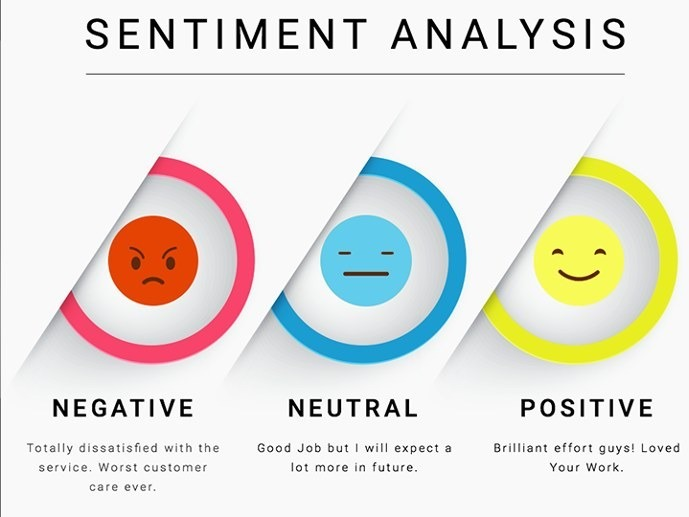 SENTIMENT ANALYSIS
NEGATIVE
Totally dissatisfied with the
service. Worst customer
care ever.
NEUTRAL
Good Job but I will expect a
lot more in future.
POSITIVE
Brilliant effort guys! Loved
Your Work.